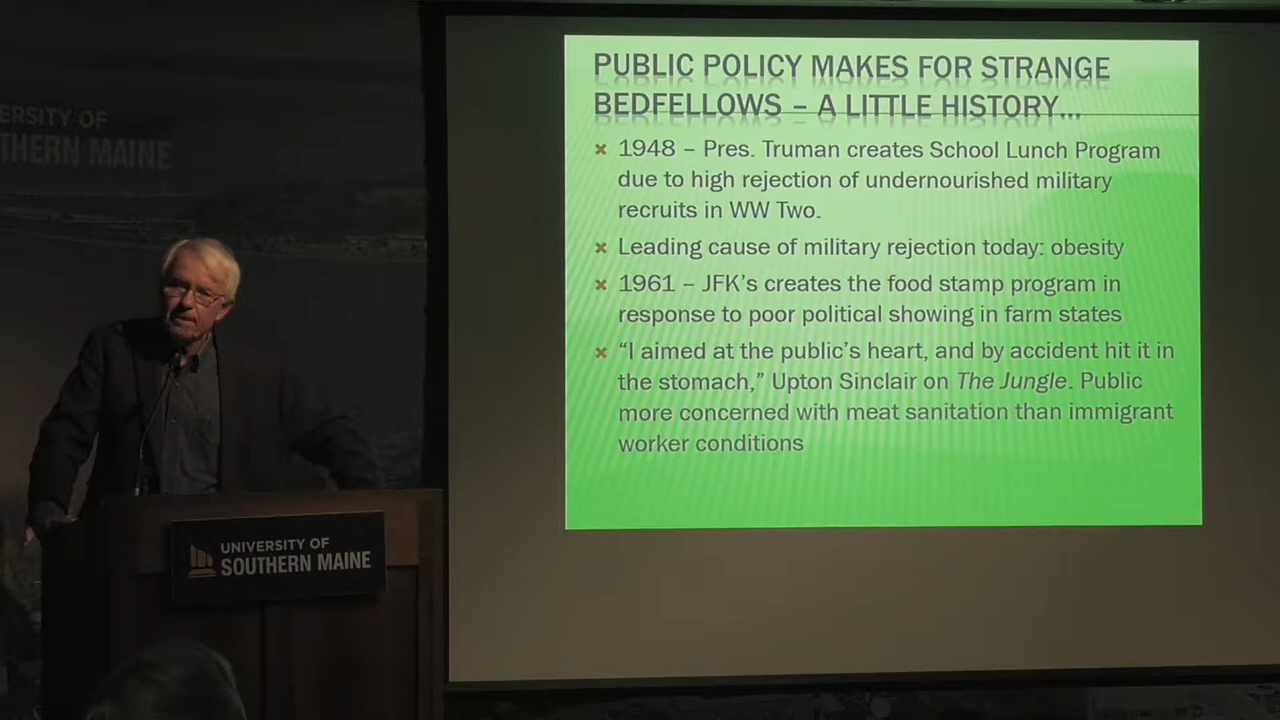 ERSITY OF
THERN MAINE
PUBLIC POLICY MAKES FOR STRANGE
BEDFELLOWS – A LITTLE HISTORY...
1948 – Pres. Truman creates School Lunch Program
due to high rejection of undernourished military
recruits in WW Two.
Leading cause of military rejection today: obesity
1961 – JFK's creates the food stamp program in
response to poor political showing in farm states
“I aimed at the public’s heart, and by accident hit it in
the stomach,” Upton Sinclair on The Jungle. Public
more concerned with meat sanitation than immigrant
worker conditions
UNIVERSITY OF
SOUTHERN MAINE